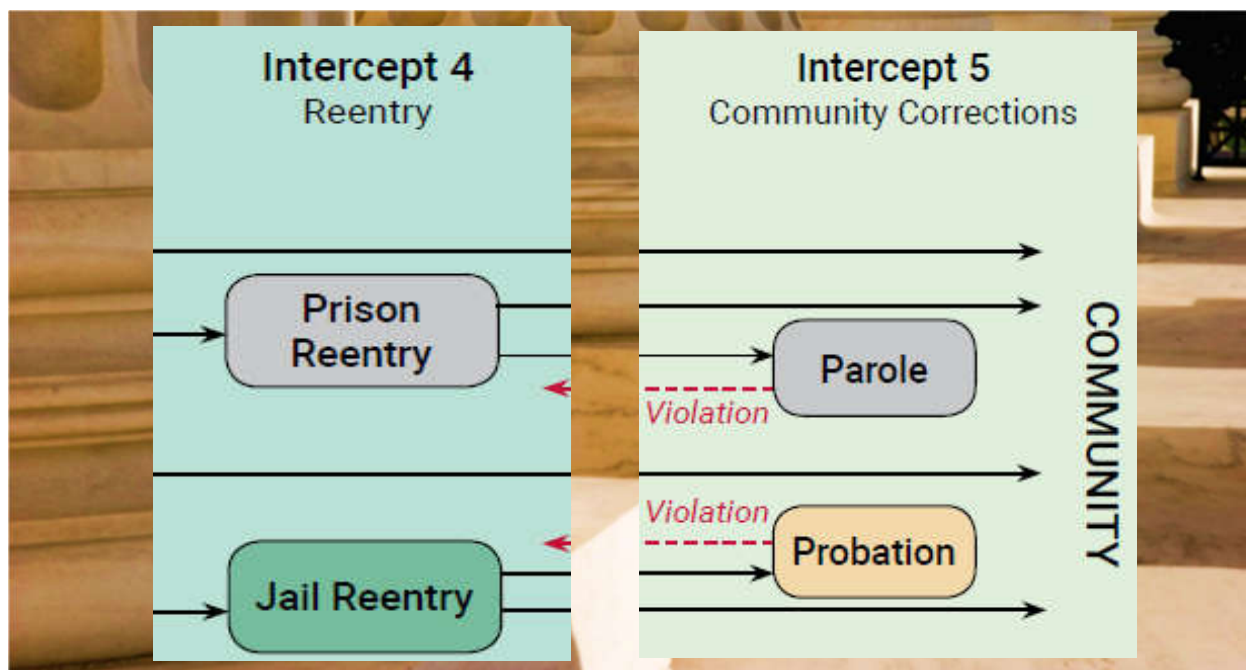 Intercept 4
Reentry
Prison
Reentry
Jail Reentry
Intercept 5
Community Corrections
Parole
Violation
Violation
Probation
COMMUNITY